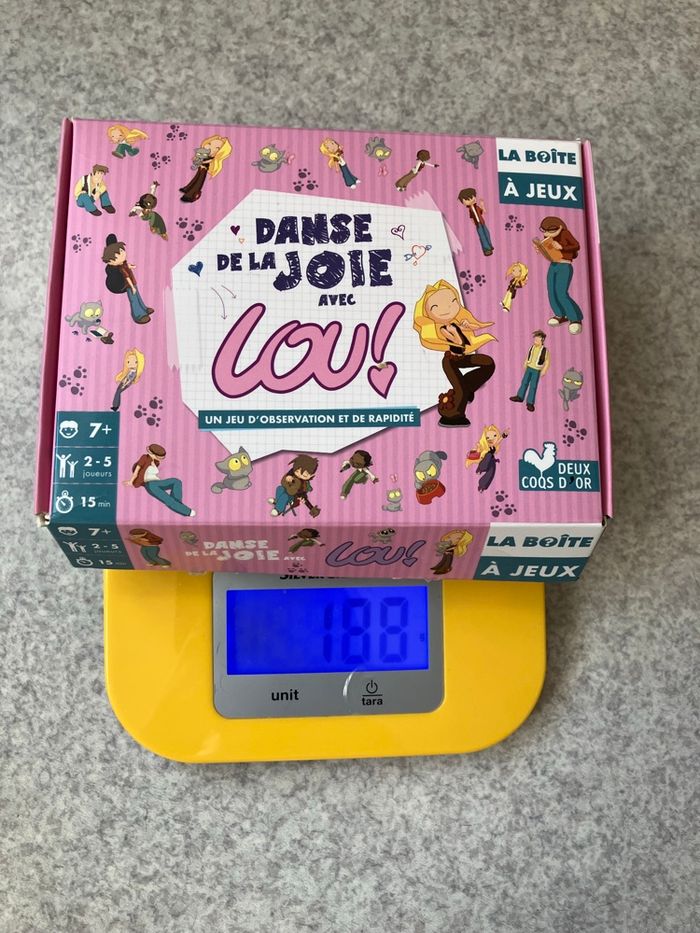 LA BOÎTE
À JEUX
DANSE
DE LA JOIE
AVEC
LOU!
UN JEU D'OBSERVATION ET DE RAPIDITÉ
7+
2 - 5
joueurs
15 min
DEUX
COQS D'OR
7+
2-5
joueurs
15 min
DANSE
DE LA JOIE AVEC
LOU!
LA BOÎTE
À JEUX
188
unit
tara